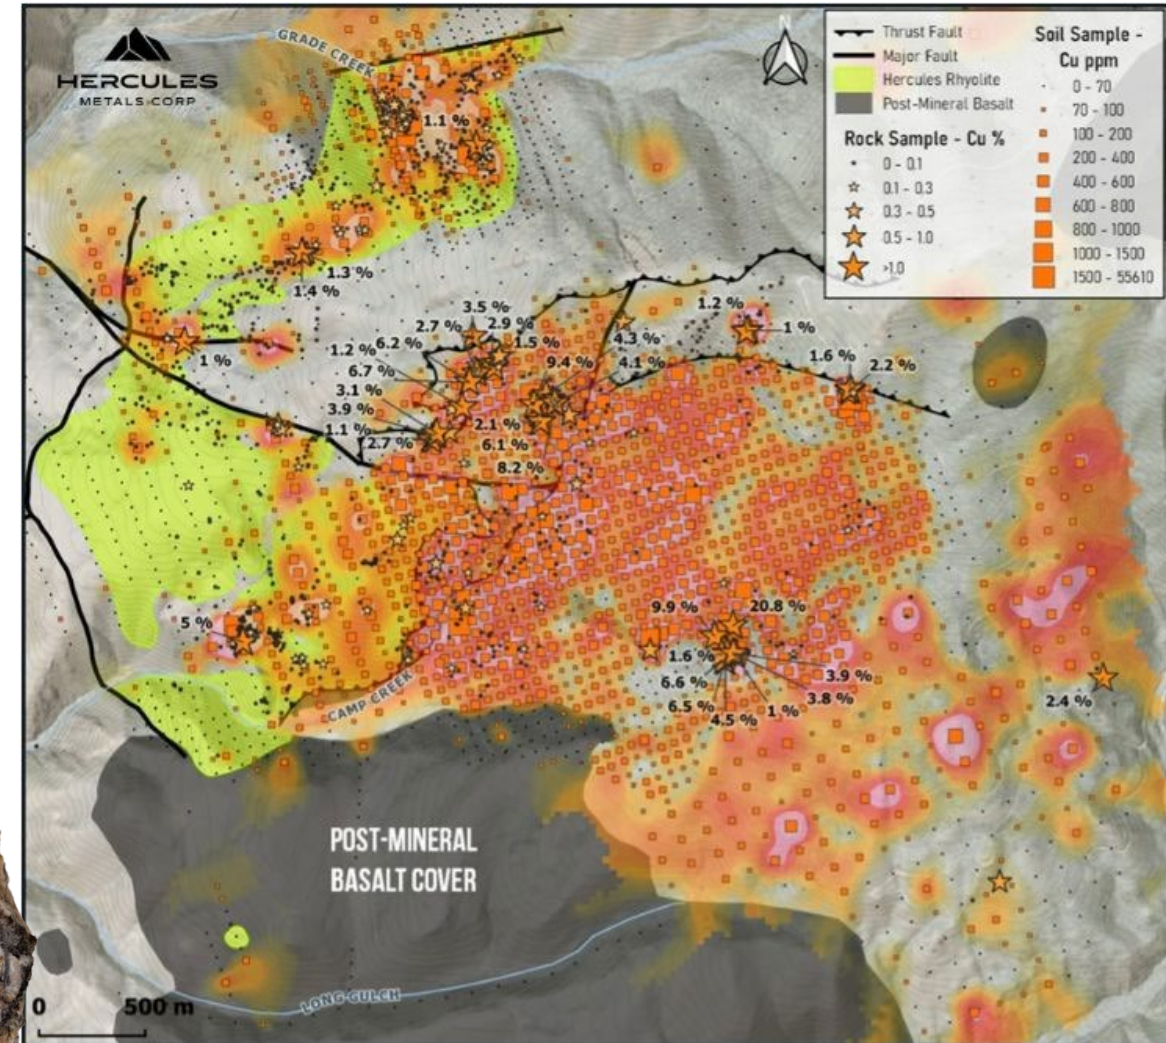 HERCULES
METALS CORP
GRADE CREEK
N
Thrust Fault
Major Fault
Hercules Rhyolite
Post-Mineral Basalt
Rock Sample - Cu %
0 - 0.1
0.1 - 0.3
0.3 - 0.5
0.5 - 1.0
>1.0
Soil Sample -
Cu ppm
0 - 70
70 - 100
100 - 200
200 - 400
400 - 600
600 - 800
800 - 1000
1000 - 1500
1500 - 55610
1.1 %
1.3 %
1.4 %
1 %
3.5 %
2.7 %
2.9 %
6.2 %
1.5 %
1.2 %
6.7 %
3.1 %
3.9 %
1.1 %
2.7 %
9.4 %
2.1 %
6.1 %
8.2 %
4.3 %
4.1 %
1.2 %
1 %
1.6 %
2.2 %
5 %
9.9 %
20.8 %
1.6 %
6.6 %
6.5 %
4.5 %
1 %
3.8 %
3.9 %
2.4 %
CAMP CREEK
POST-MINERAL
BASALT COVER
LONG GULCH
0
500 m